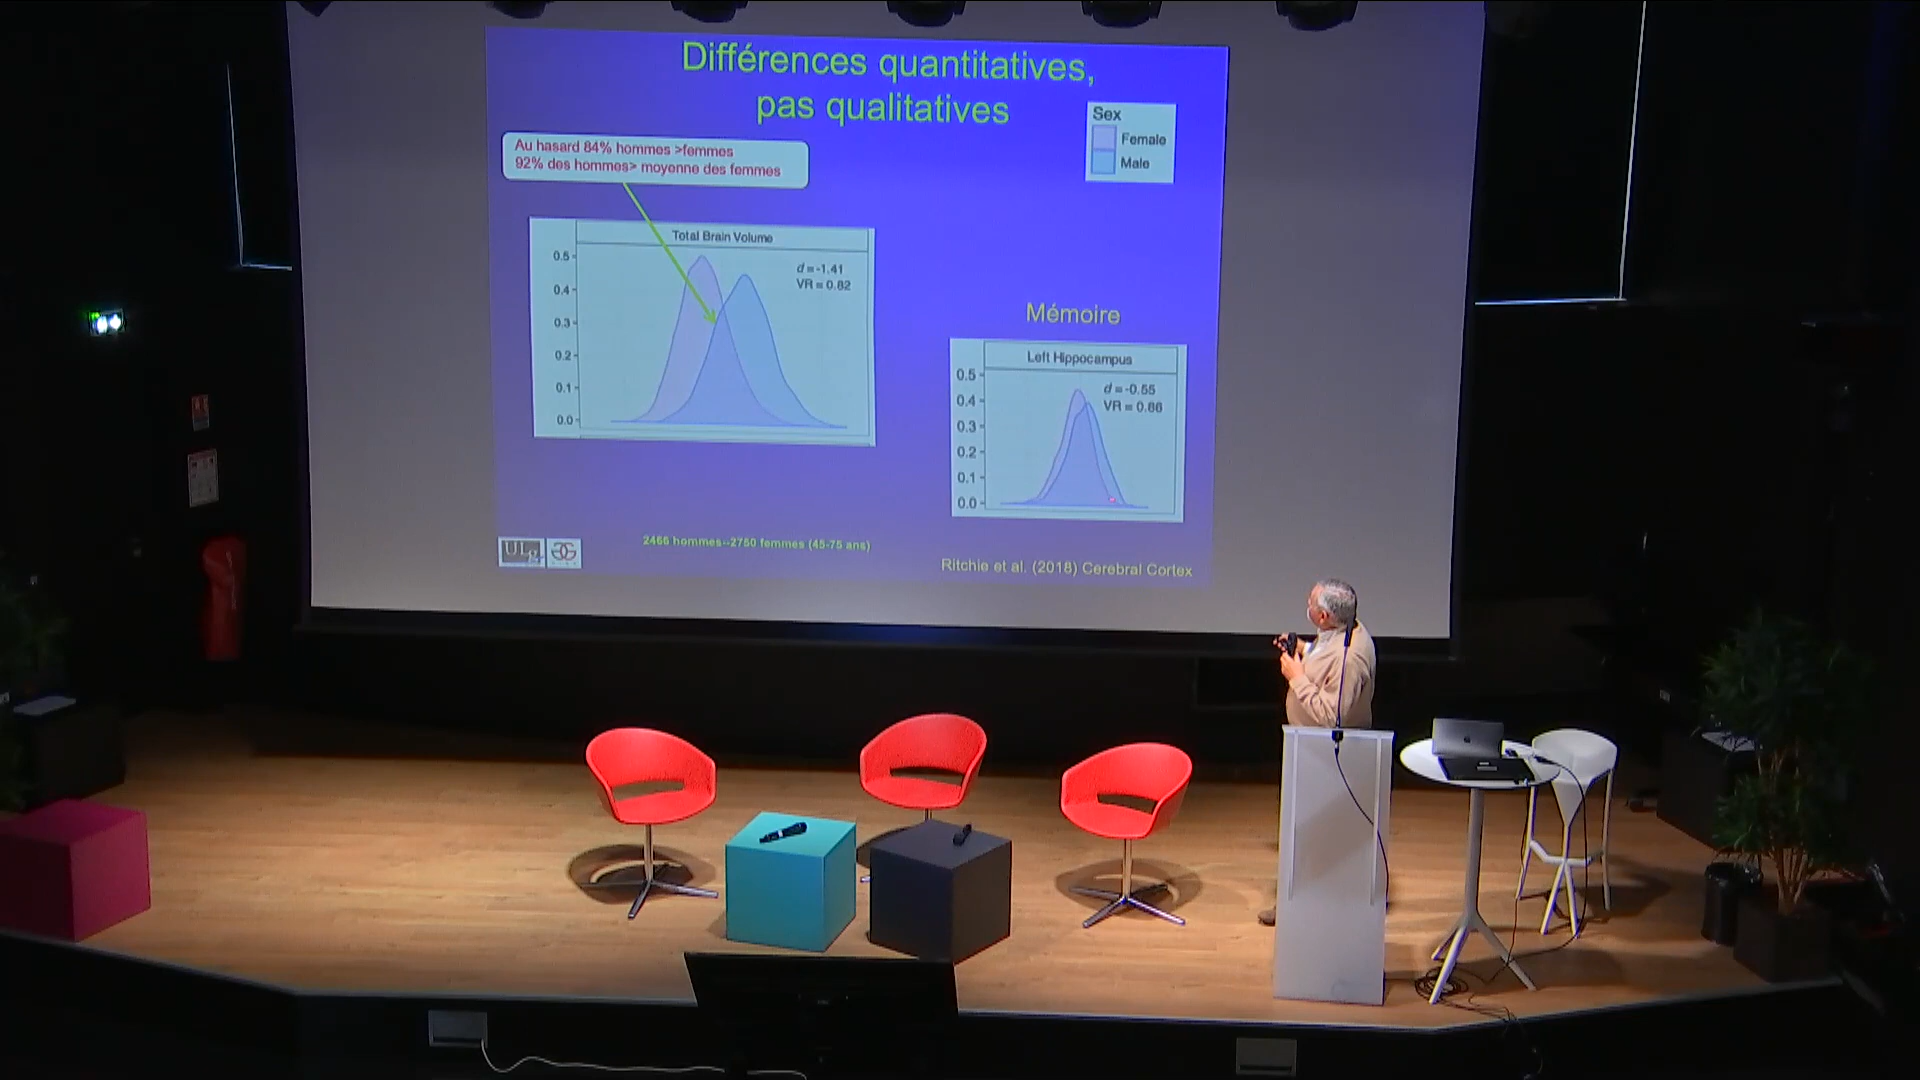 Différences quantitatives,
pas qualitatives
Sex
Female
Male
Au hasard 84% hommes >femmes
92% des hommes> moyenne des femmes
Total Brain Volume
d = -1.41
VR = 0.82
0.5
0.4
0.3
0.2
0.1
0.0
Mémoire
Left Hippocampus
d = -0.55
VR = 0.88
0.5
0.4
0.3
0.2
0.1
0.0
ULg
2466 hommes--2750 femmes (45-75 ans)
Ritchie et al. (2018) Cerebral Cortex